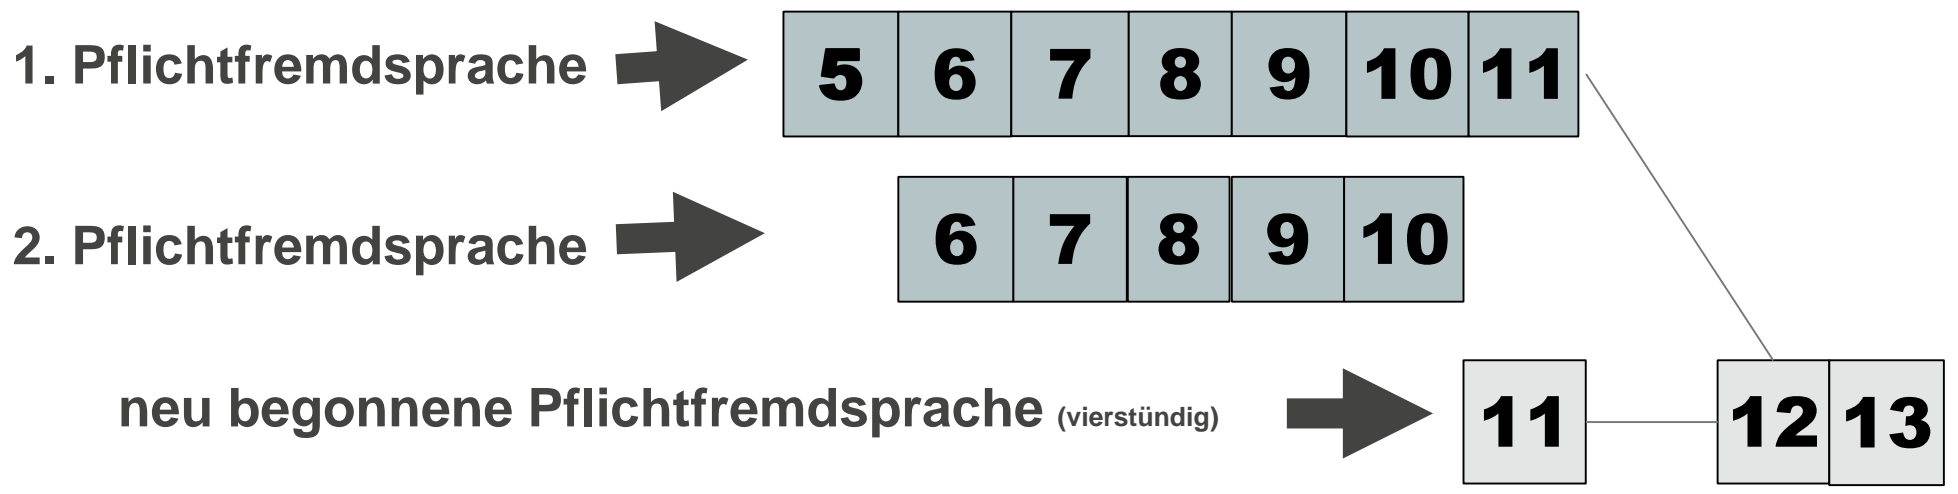 1. Pflichtfremdsprache 5 6 7 8 9 10 11
2. Pflichtfremdsprache 6 7 8 9 10
neu begonnene Pflichtfremdsprache (vierstündig) 11 12 13